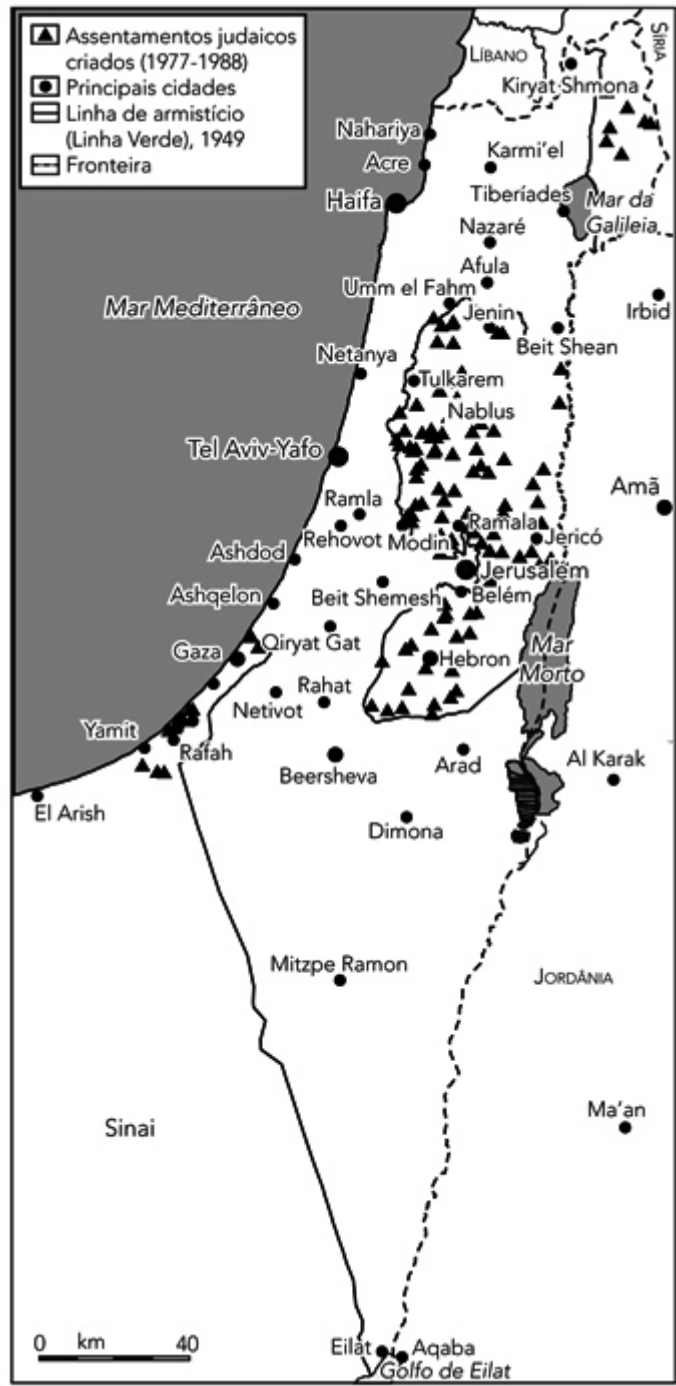 Assentamentos judaicos
criados (1977-1988)
Principais cidades
Linha de armistício
(Linha Verde), 1949
Fronteira
LÍBANO
SÍRIA
Kiryat Shmona
Nahariya
Acre
Karmi'el
Haifa
Tiberíades
Mar da
Galileia
Nazaré
Afula
Umm el Fahm
Irbid
Mar Mediterrâneo
Jenin
Beit Shean
Netanya
Tulkarem
Nablus
Tel Aviv-Yafo
Amã
Ramla
Ramala
Rehovot
Modin
Jericó
Ashdod
Jerusalém
Ashqelon
Beit Shemesh
Belém
Qiryat Gat
Gaza
Hebron
Mar
Morto
Rahat
Netivot
Yamit
Rafah
Beersheva
Arad
Al Karak
El Arish
Dimona
Mitzpe Ramon
JORDÂNIA
Sinai
Ma'an
0 km 40
Eilat
Aqaba
Golfo de Eilat